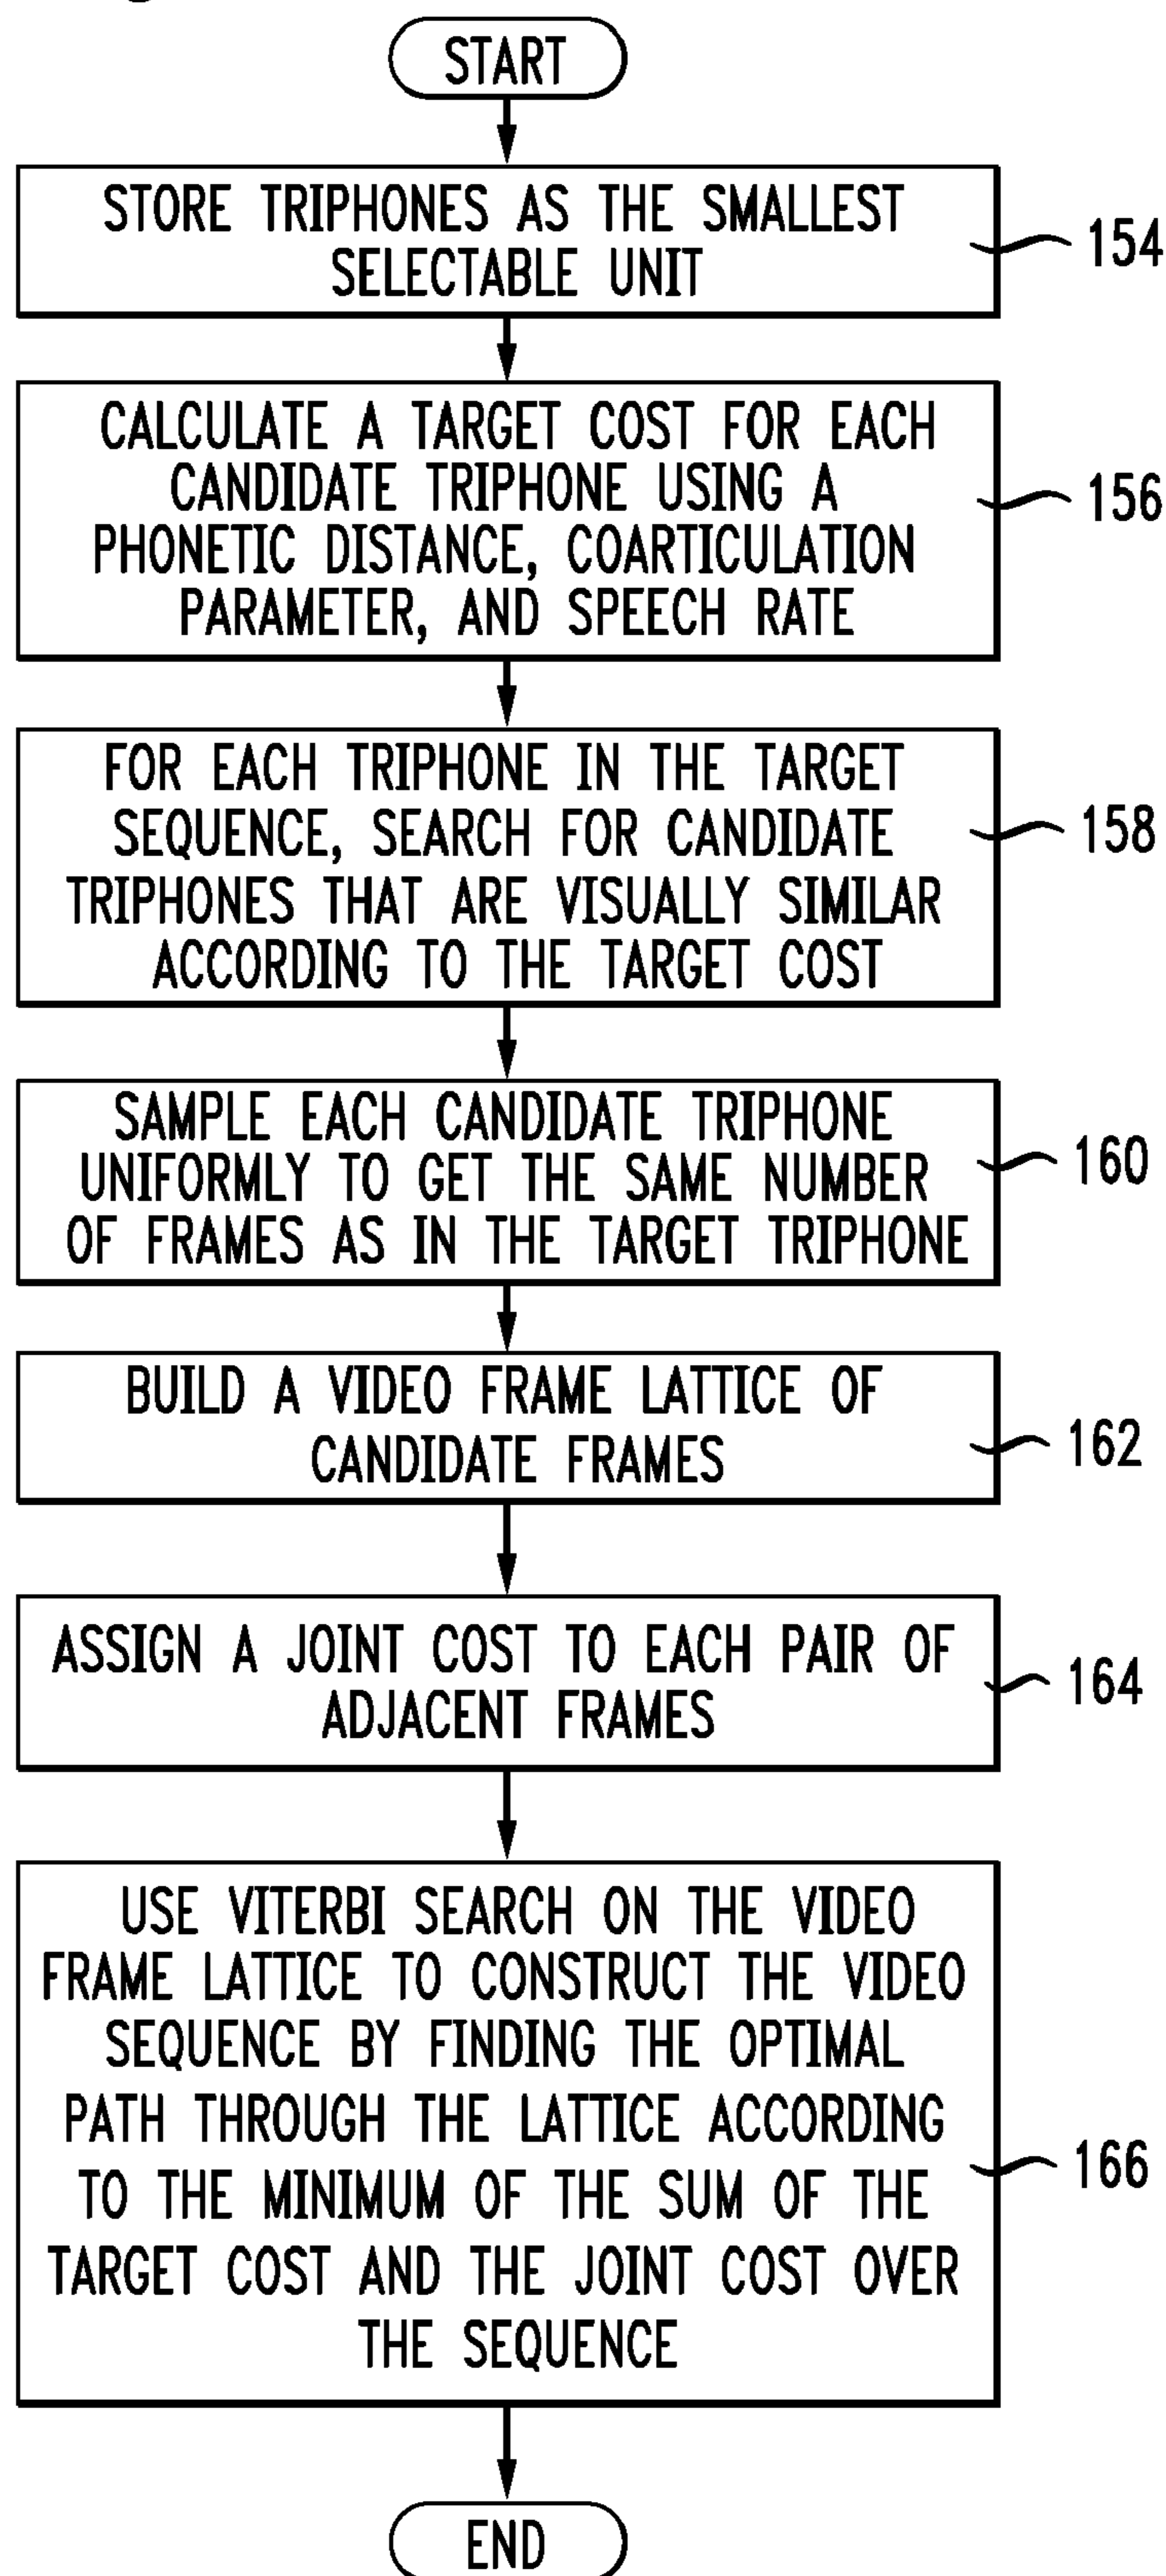 START
STORE TRIPHONES AS THE SMALLEST
SELECTABLE UNIT
154
CALCULATE A TARGET COST FOR EACH
CANDIDATE TRIPHONE USING A
PHONETIC DISTANCE, COARTICULATION
PARAMETER, AND SPEECH RATE
156
FOR EACH TRIPHONE IN THE TARGET
SEQUENCE, SEARCH FOR CANDIDATE
TRIPHONES THAT ARE VISUALLY SIMILAR
ACCORDING TO THE TARGET COST
158
SAMPLE EACH CANDIDATE TRIPHONE
UNIFORMLY TO GET THE SAME NUMBER
OF FRAMES AS IN THE TARGET TRIPHONE
160
BUILD A VIDEO FRAME LATTICE OF
CANDIDATE FRAMES
162
ASSIGN A JOINT COST TO EACH PAIR OF
ADJACENT FRAMES
164
USE VITERBI SEARCH ON THE VIDEO
FRAME LATTICE TO CONSTRUCT THE VIDEO
SEQUENCE BY FINDING THE OPTIMAL
PATH THROUGH THE LATTICE ACCORDING
TO THE MINIMUM OF THE SUM OF THE
TARGET COST AND THE JOINT COST OVER
THE SEQUENCE
166
END